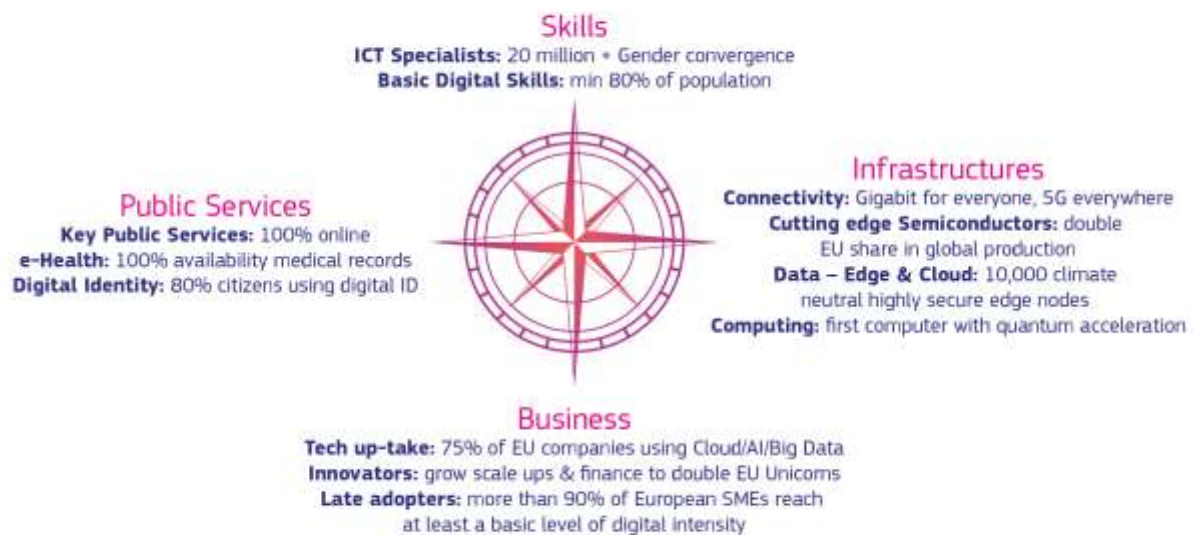 Skills
ICT Specialists: 20 million + Gender convergence
Basic Digital Skills: min 80% of population
Public Services
Key Public Services: 100% online
e-Health: 100% availability medical records
Digital Identity: 80% citizens using digital ID
Infrastructures
Connectivity: Gigabit for everyone, 5G everywhere
Cutting edge Semiconductors: double
EU share in global production
Data – Edge & Cloud: 10,000 climate
neutral highly secure edge nodes
Computing: first computer with quantum acceleration
Business
Tech up-take: 75% of EU companies using Cloud/AI/Big Data
Innovators: grow scale ups & finance to double EU Unicorns
Late adopters: more than 90% of European SMEs reach
at least a basic level of digital intensity